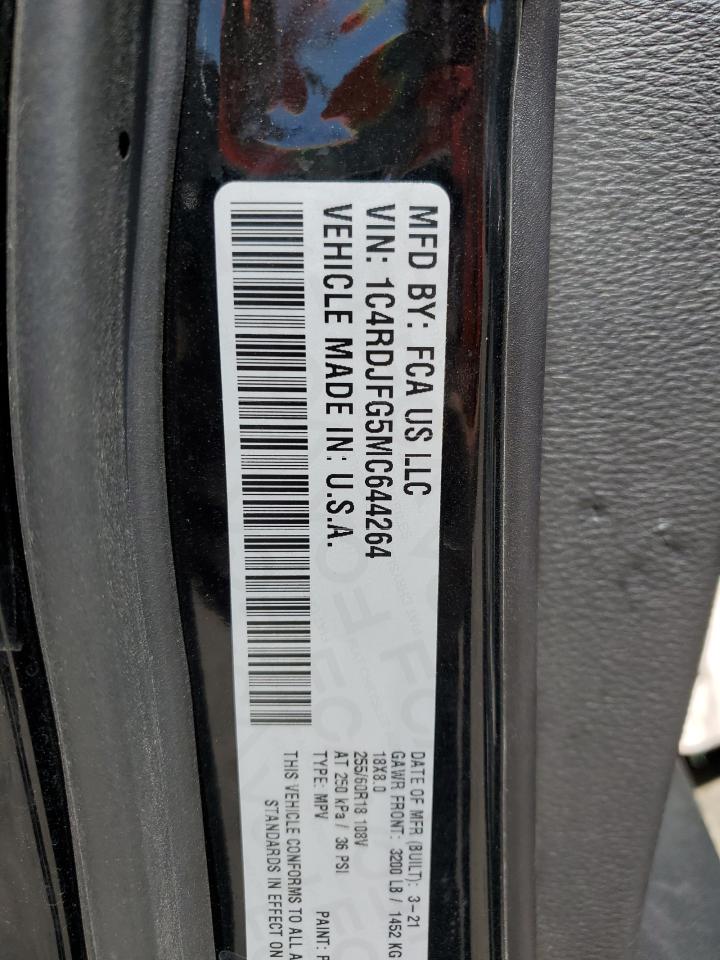 MFD BY: FCA US LLC
VIN: 1C4RDJFG5MC644264
VEHICLE MADE IN: U.S.A.
DATE OF MFR (BUILT): 3-21
GAWR FRONT: 3200 LB / 1452 KG
18X8.0
255/60R18 108V
AT 250 kPa / 36 PSI
TYPE: MPV PAINT: P
THIS VEHICLE CONFORMS TO ALL A
STANDARDS IN EFFECT ON